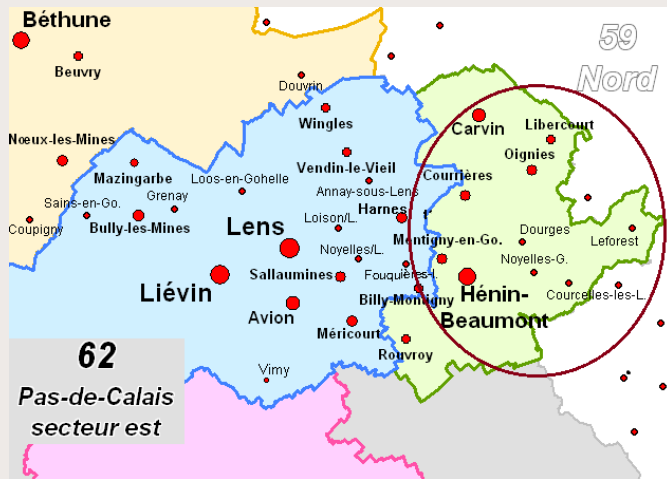 Béthune
59
Nord
Beuvry
Douvrin
Wingles
Carvin
Libercourt
Nœux-les-Mines
Oignies
Vendin-le-Vieil
Mazingarbe
Loos-en-Gohelle
Annay-sous-Lens
Courrières
Grenay
Sains-en-Go.
Harnes
Coupigny
Bully-les-Mines
Loison/L.
Lens
Dourges
Leforest
Mentigny-en-Go.
Noyelles/L.
Noyelles-G.
Sallaumines
Fouquières-l.
Liévin
Billy-Montigny
Hénin-
Beaumont
Courcelles-les-L.
Avion
Méricourt
Rouvroy
62
Vimy
Pas-de-Calais
secteur est